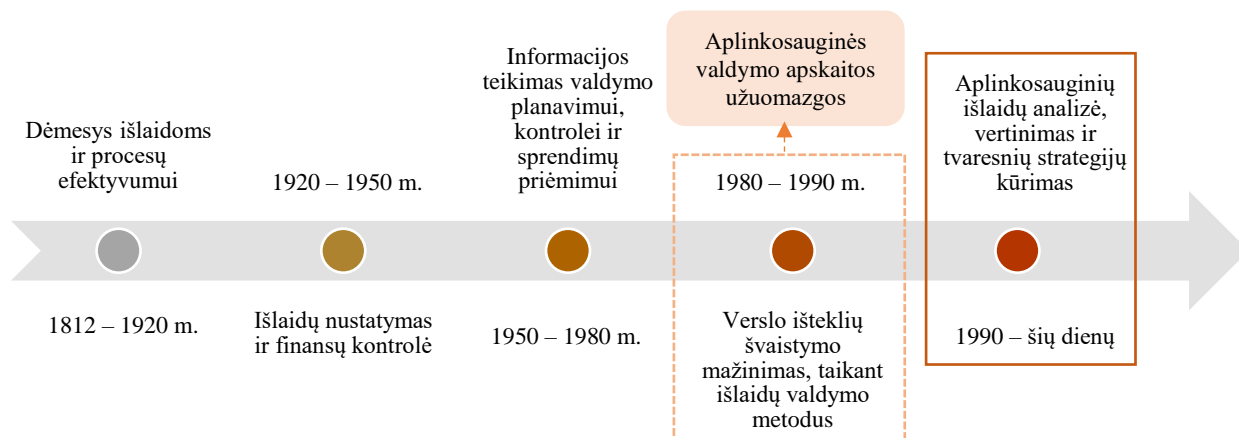 Dėmesys išlaidoms
ir procesų
efektyvumui
1812 – 1920 m.
1920 – 1950 m.
Išlaidų nustatymas
ir finansų kontrolė
Informacijos
teikimas valdymo
planavimui,
kontrolei ir
sprendimų
priėmimui
1950 – 1980 m.
Aplinkosauginės
valdymo apskaitos
užuomazgos
1980 – 1990 m.
Verslo išteklių
švaistymo
mažinimas, taikant
išlaidų valdymo
metodus
Aplinkosauginių
išlaidų analizė,
vertinimas ir
tvaresnių strategijų
kūrimas
1990 – šių dienų